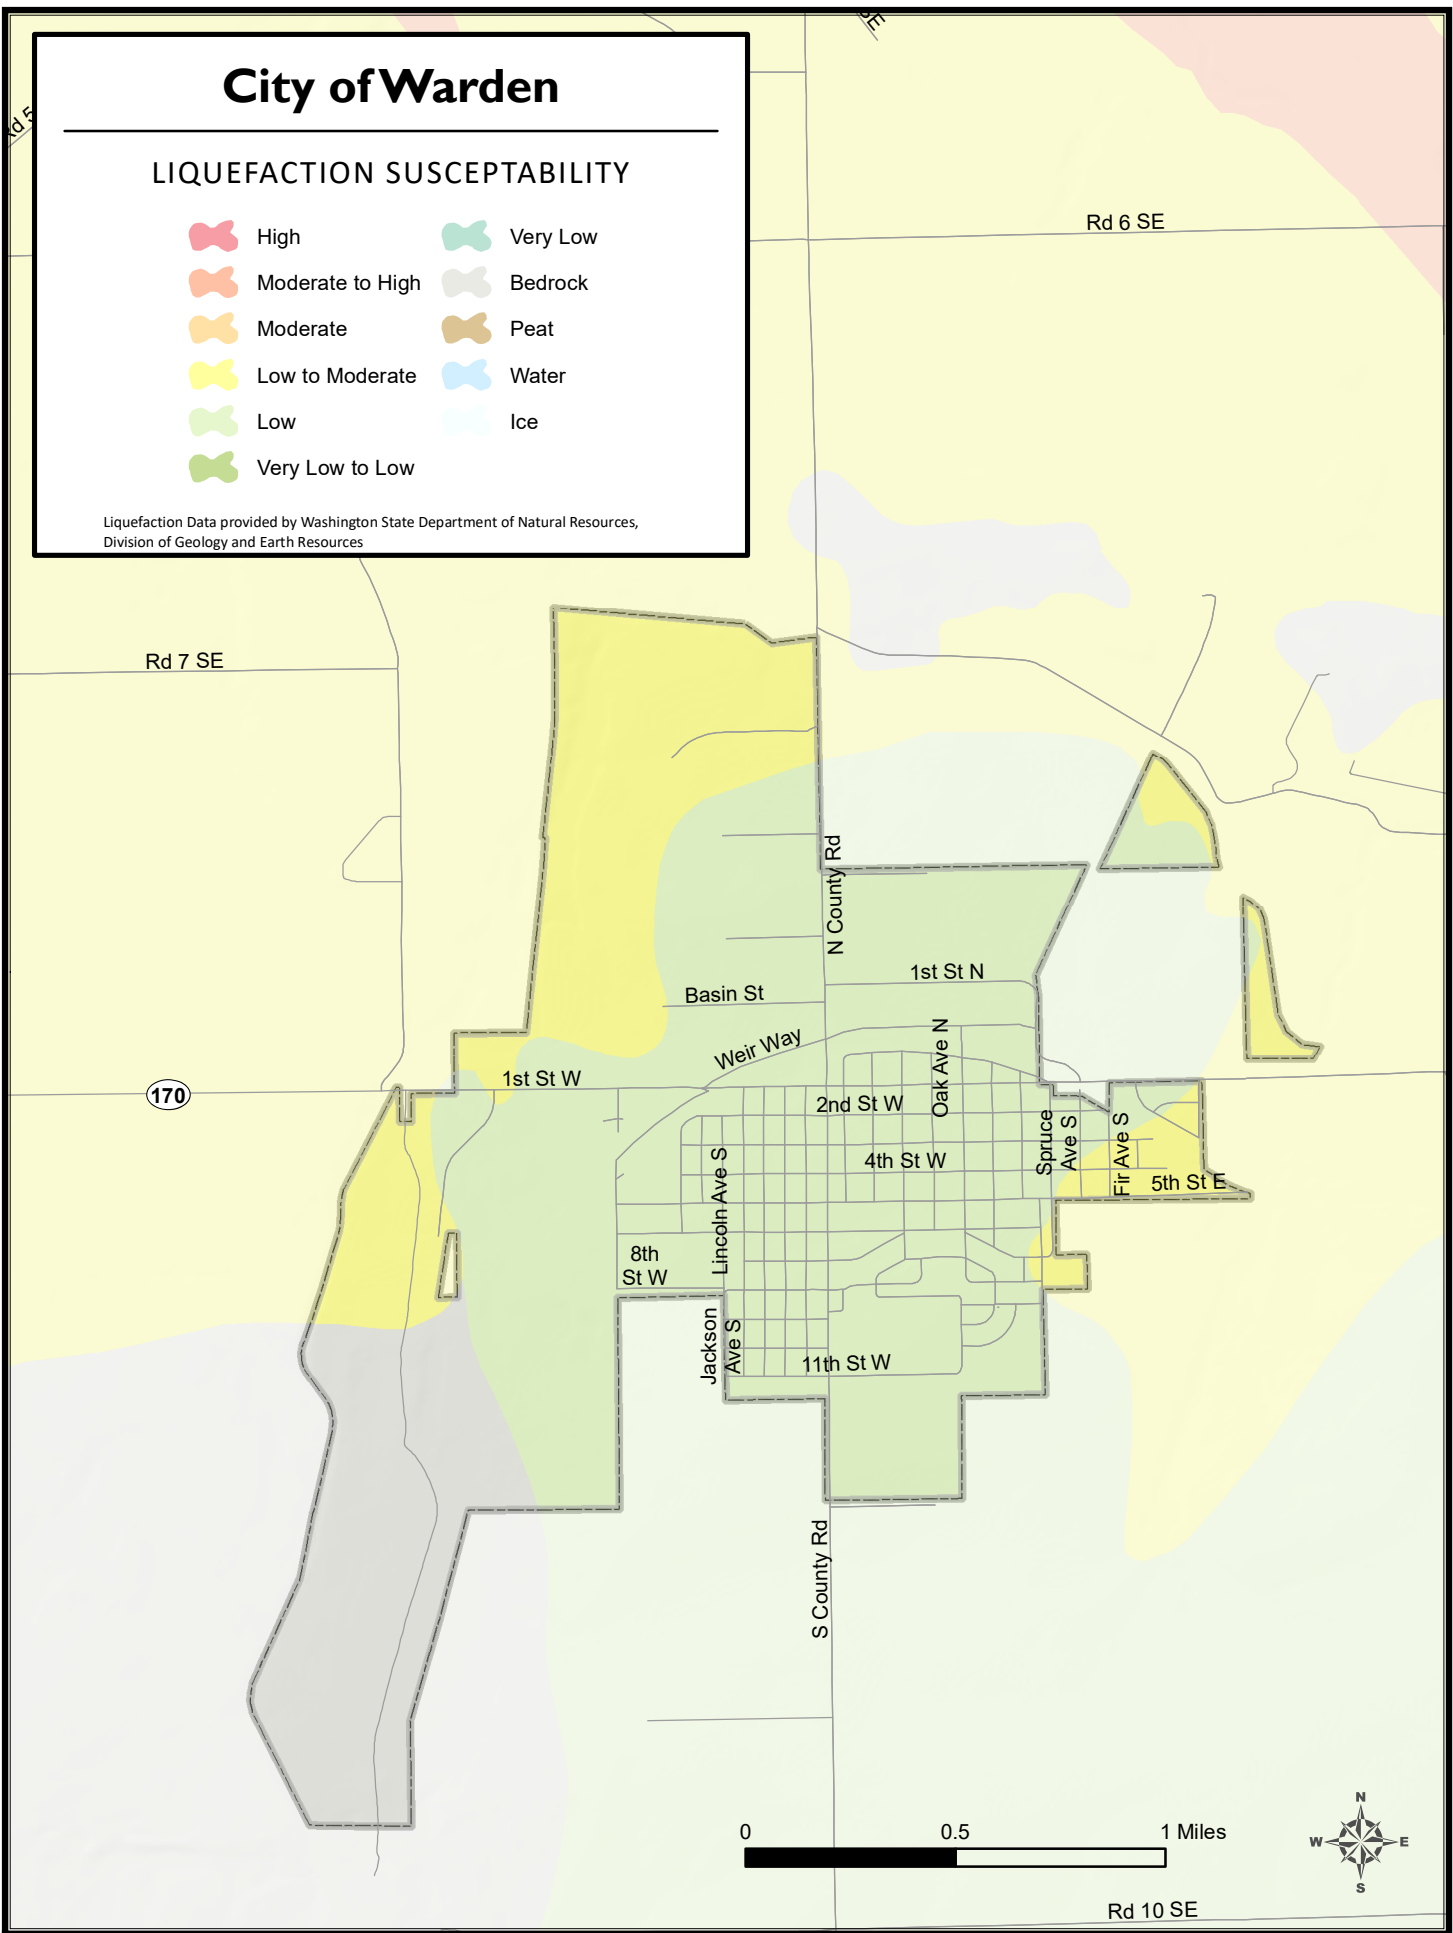 SE
Rd 5
City of Warden
LIQUEFACTION SUSCEPTABILITY
High
Moderate to High
Moderate
Low to Moderate
Low
Very Low to Low
Very Low
Bedrock
Peat
Water
Ice
Liquefaction Data provided by Washington State Department of Natural Resources,
Division of Geology and Earth Resources
Rd 6 SE
Rd 7 SE
N County Rd
1st St N
Basin St
Weir Way
Oak Ave N
1st St W
170
2nd St W
Spruce
Ave S
Fir Ave S
4th St W
5th St E
Lincoln Ave S
8th
St W
Jackson
Ave S
11th St W
S County Rd
0
0.5
1 Miles
N
W
E
S
Rd 10 SE